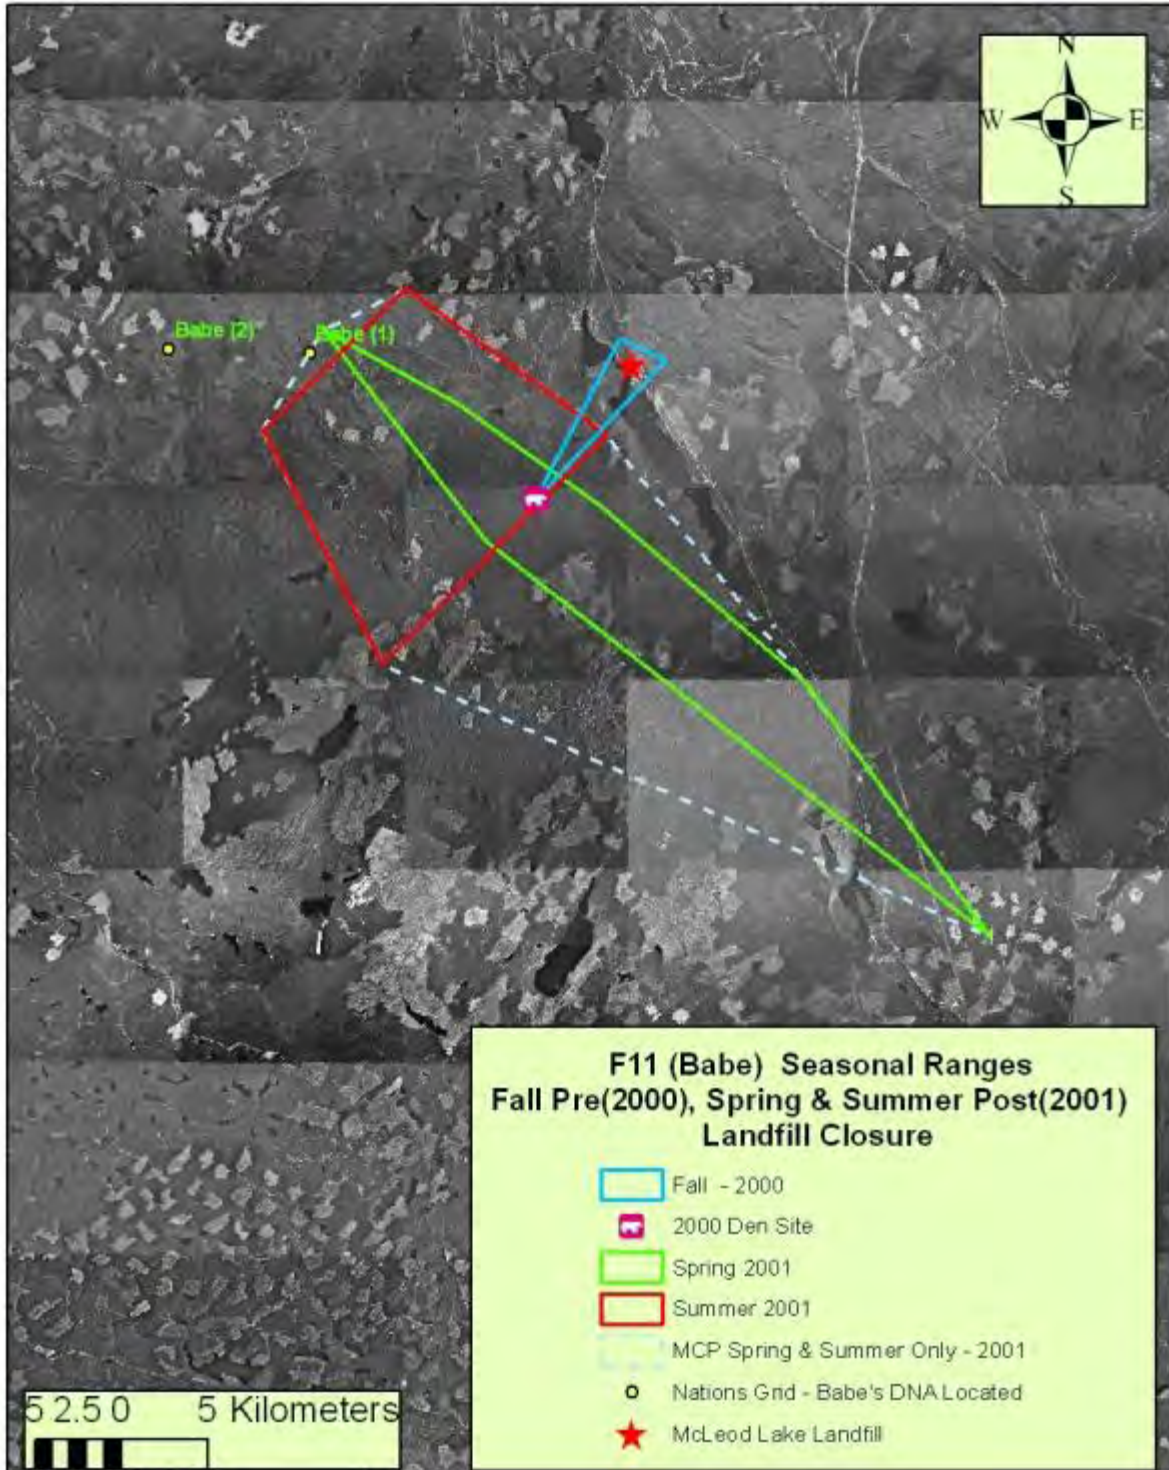 N
W E
S
Babe (2)
Babe (1)
F11 (Babe) Seasonal Ranges
Fall Pre(2000), Spring & Summer Post(2001)
Landfill Closure
Fall - 2000
2000 Den Site
Spring 2001
Summer 2001
MCP Spring & Summer Only - 2001
Nations Grid - Babe's DNA Located
McLeod Lake Landfill
5 2.5 0 5 Kilometers